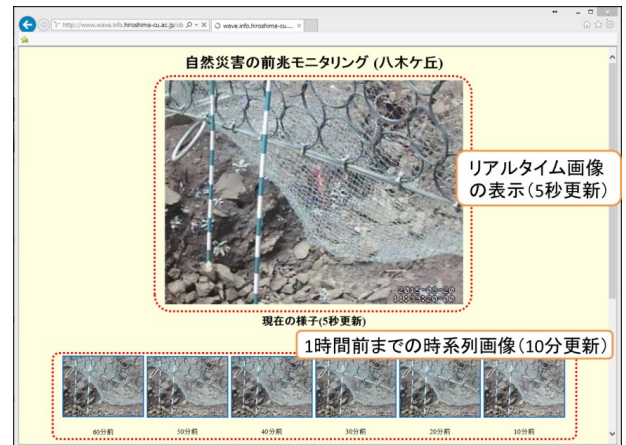 http://www.wave.info.hiroshima-cu.ac.jp/ob
wave.info.hiroshima-cu....
自然災害の前兆モニタリング (八木ケ丘)
リアルタイム画像
の表示(5秒更新)
現在の様子(5秒更新)
1時間前までの時系列画像(10分更新)
60分前 50分前 40分前 30分前 20分前 10分前